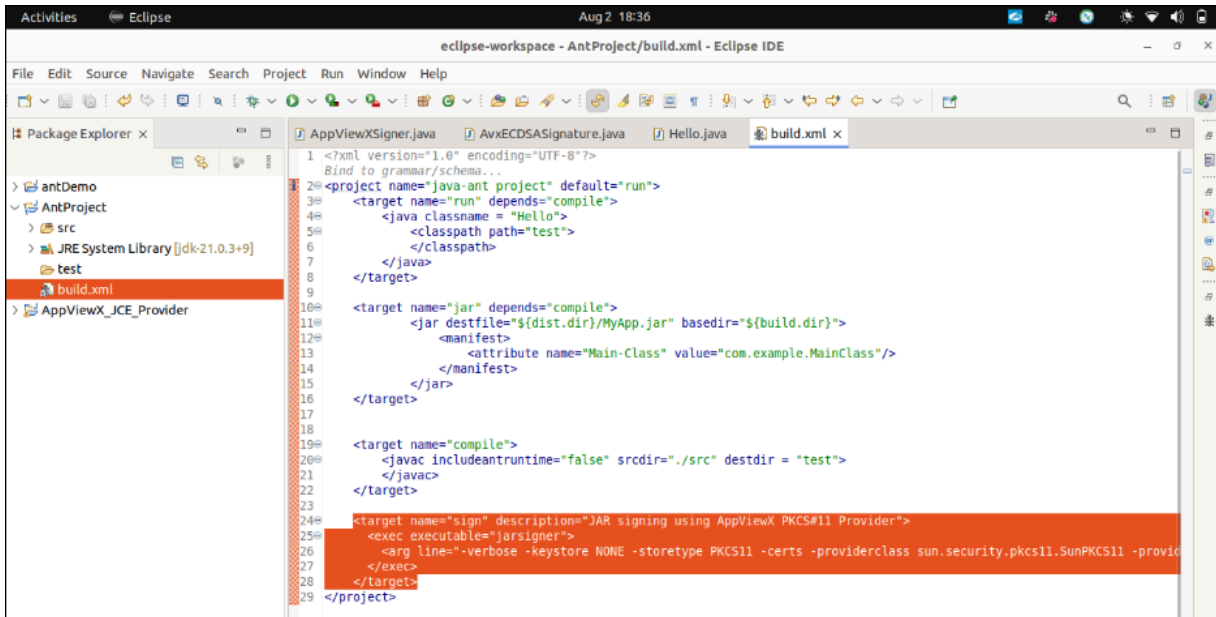 Activities Eclipse Aug 2 18:36
eclipse-workspace - AntProject/build.xml - Eclipse IDE
File Edit Source Navigate Search Project Run Window Help
Package Explorer × AppViewXSigner.java AvxECDSASignature.java Hello.java build.xml ×
antDemo
AntProject
src
JRE System Library [jdk-21.0.3+9]
test
build.xml
AppViewX_JCE_Provider
1 <?xml version="1.0" encoding="UTF-8"?>
Bind to grammar/schema...
2 <project name="java-ant project" default="run">
3 <target name="run" depends="compile">
4 <java classname = "Hello">
5 <classpath path="test">
6 </classpath>
7 </java>
8 </target>
9
10 <target name="jar" depends="compile">
11 <jar destfile="${dist.dir}/MyApp.jar" basedir="${build.dir}">
12 <manifest>
13 <attribute name="Main-Class" value="com.example.MainClass"/>
14 </manifest>
15 </jar>
16 </target>
17
18
19 <target name="compile">
20 <javac includeantruntime="false" srcdir="./src" destdir = "test">
21 </javac>
22 </target>
23
24 <target name="sign" description="JAR signing using AppViewX PKCS#11 Provider">
25 <exec executable="jarsigner">
26 <arg line="-verbose -keystore NONE -storetype PKCS11 -certs -providerclass sun.security.pkcs11.SunPKCS11 -provid
27 </exec>
28 </target>
29 </project>